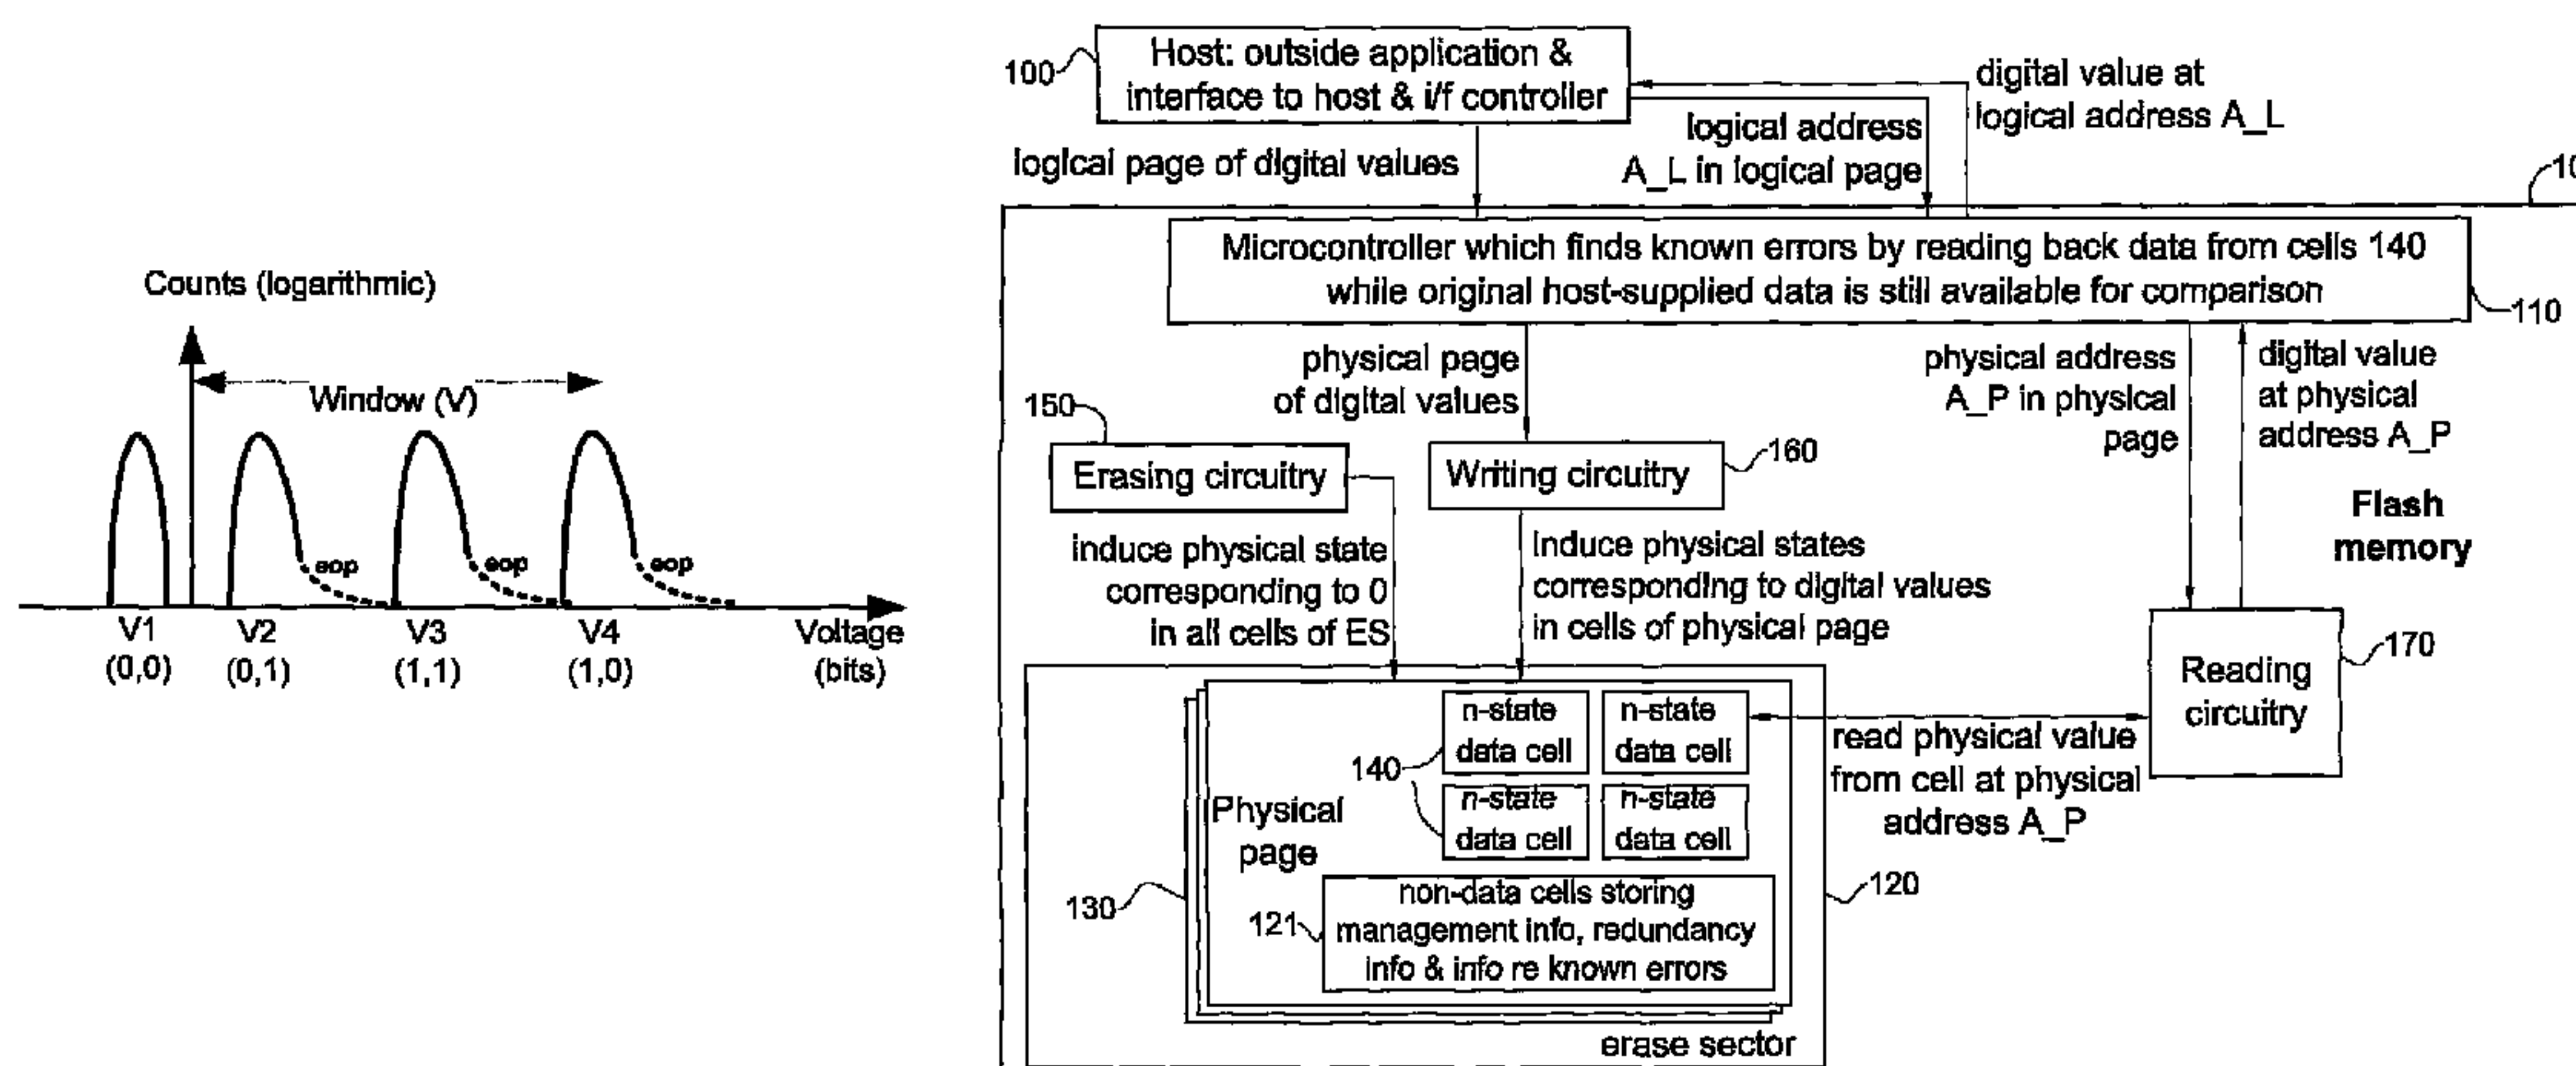 Counts (logarithmic)
Window (V)
eop
eop
eop
V1
V2
V3
V4
Voltage
(0,0)
(0,1)
(1,1)
(1,0)
(bits)
100
Host: outside application &
interface to host & i/f controller
digital value at
logical address A_L
logical address
A_L in logical page
logical page of digital values
Microcontroller which finds known errors by reading back data from cells 140
while original host-supplied data is still available for comparison
110
physical page
of digital values
physical address
A_P in physical
page
digital value
at physical
address A_P
150
Erasing circuitry
Writing circuitry
160
Flash
memory
induce physical state
corresponding to 0
in all cells of ES
Induce physical states
corresponding to digital values
in cells of physical page
Reading
circuitry
170
n-state
data cell
n-state
data cell
140
n-state
data cell
n-state
data cell
read physical value
from cell at physical
address A_P
Physical
page
130
120
121
non-data cells storing
management info, redundancy
info & info re known errors
erase sector